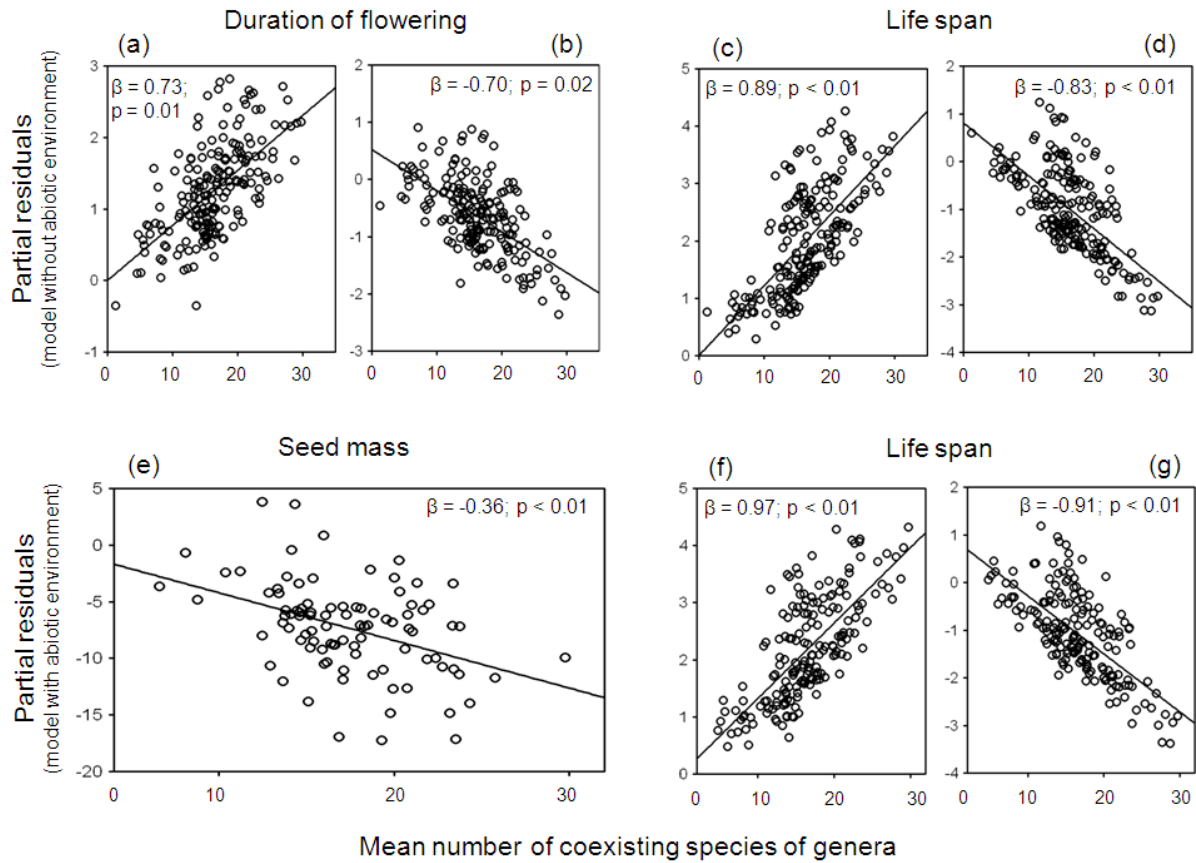 Duration of flowering
Life span
(a)
(b)
(c)
(d)
Partial residuals
(model without abiotic environment)
β = 0.73;
p = 0.01
β = -0.70; p = 0.02
β = 0.89; p < 0.01
β = -0.83; p < 0.01
3
2
1
0
-1
2
1
0
-1
-2
-3
5
4
3
2
1
0
2
1
0
-1
-2
-3
-4
0 10 20 30
0 10 20 30
0 10 20 30
0 10 20 30
Seed mass
Life span
(e)
(f)
(g)
Partial residuals
(model with abiotic environment)
β = -0.36; p < 0.01
β = 0.97; p < 0.01
β = -0.91; p < 0.01
5
0
-5
-10
-15
-20
5
4
3
2
1
0
2
1
0
-1
-2
-3
-4
0 10 20 30
0 10 20 30
0 10 20 30
Mean number of coexisting species of genera